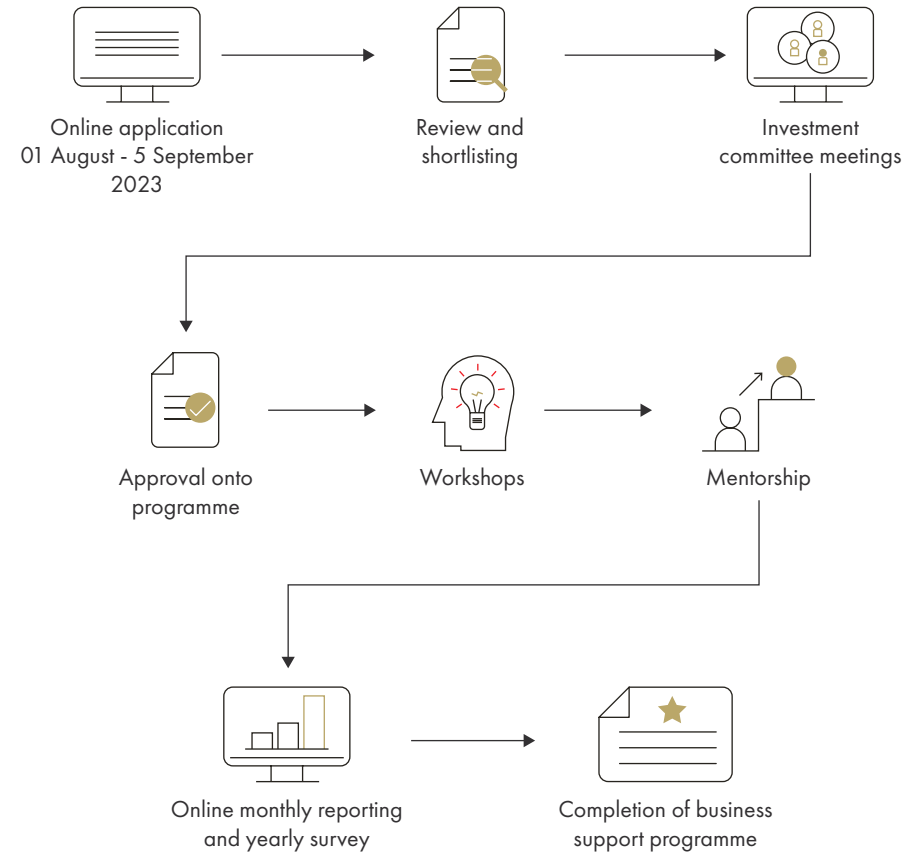 Online application
01 August - 5 September
2023
Review and
shortlisting
Investment
committee meetings
Approval onto
programme
Workshops
Mentorship
Online monthly reporting
and yearly survey
Completion of business
support programme